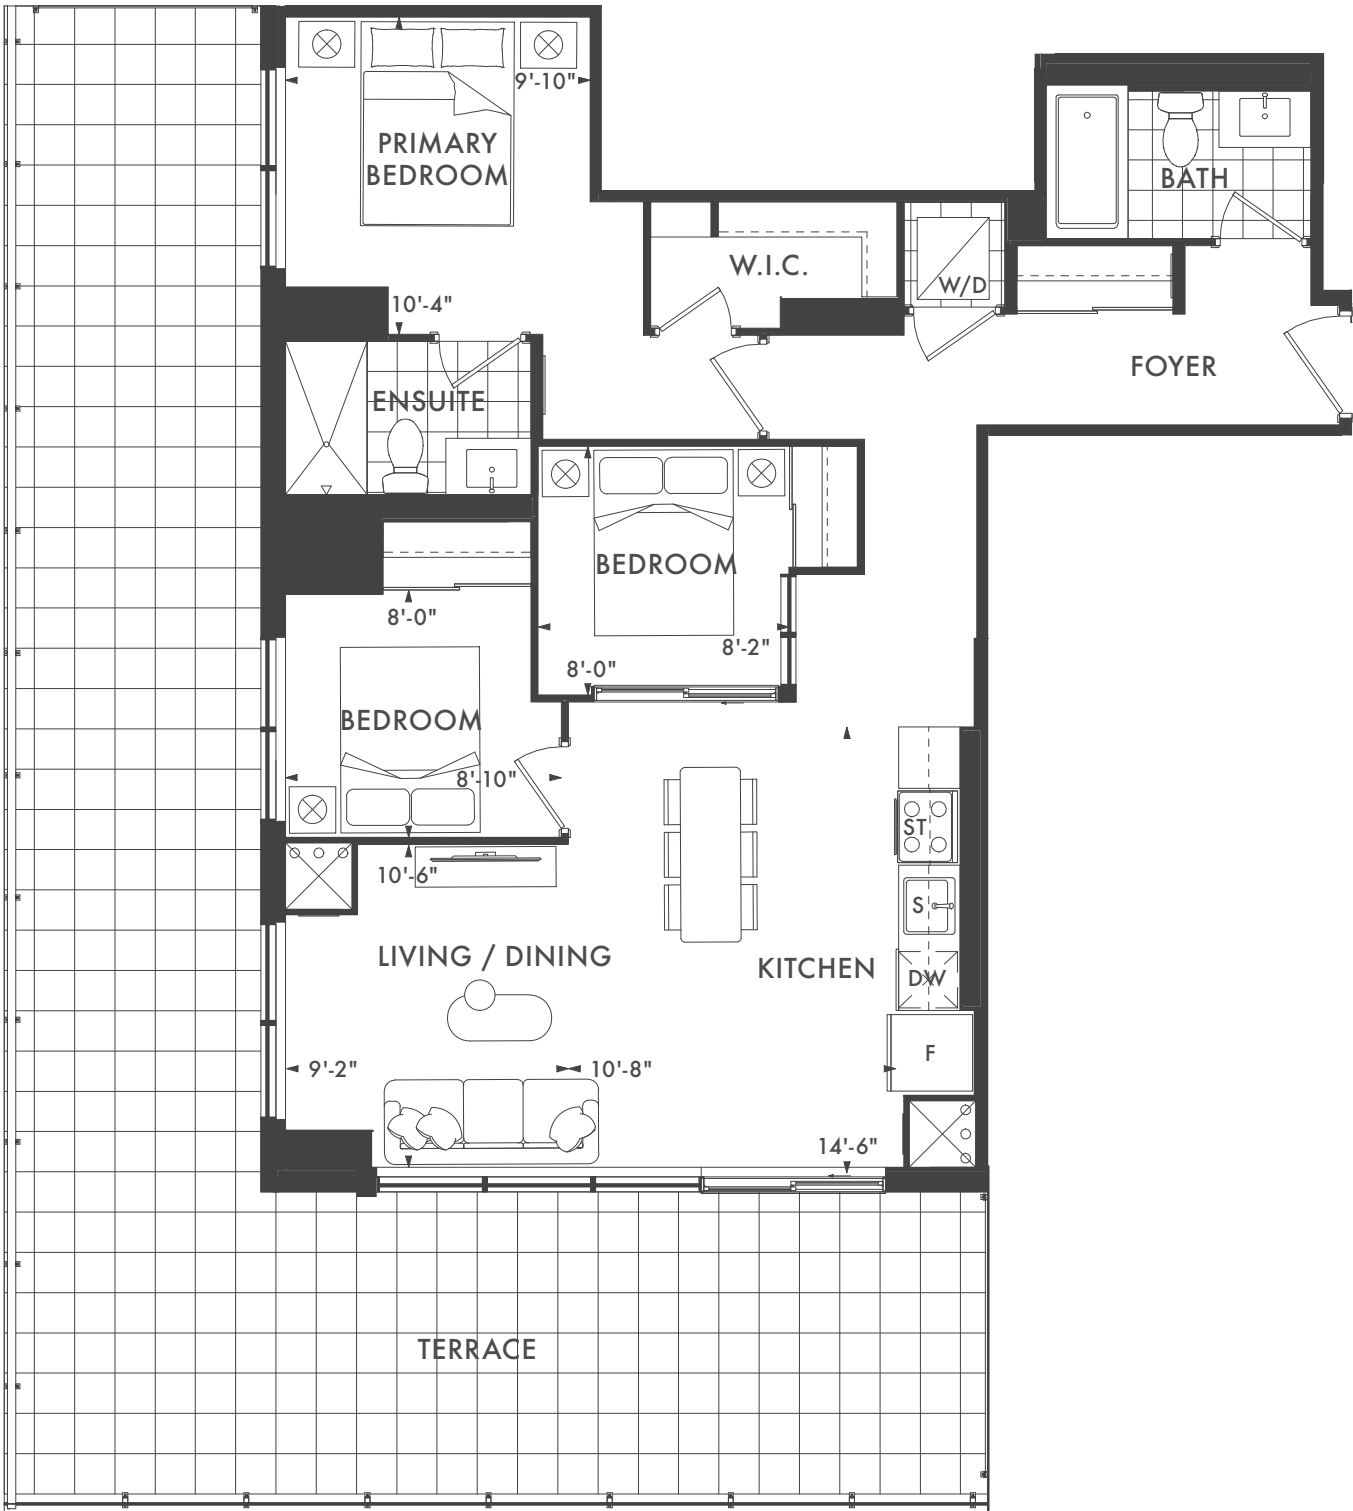 9'-10"
PRIMARY
BEDROOM
BATH
W.I.C.
W/D
10'-4"
FOYER
ENSUITE
BEDROOM
8'-0"
8'-2"
8'-0"
BEDROOM
8'-10"
ST
10'-6"
S
LIVING / DINING
KITCHEN
DW
F
9'-2"
10'-8"
14'-6"
TERRACE